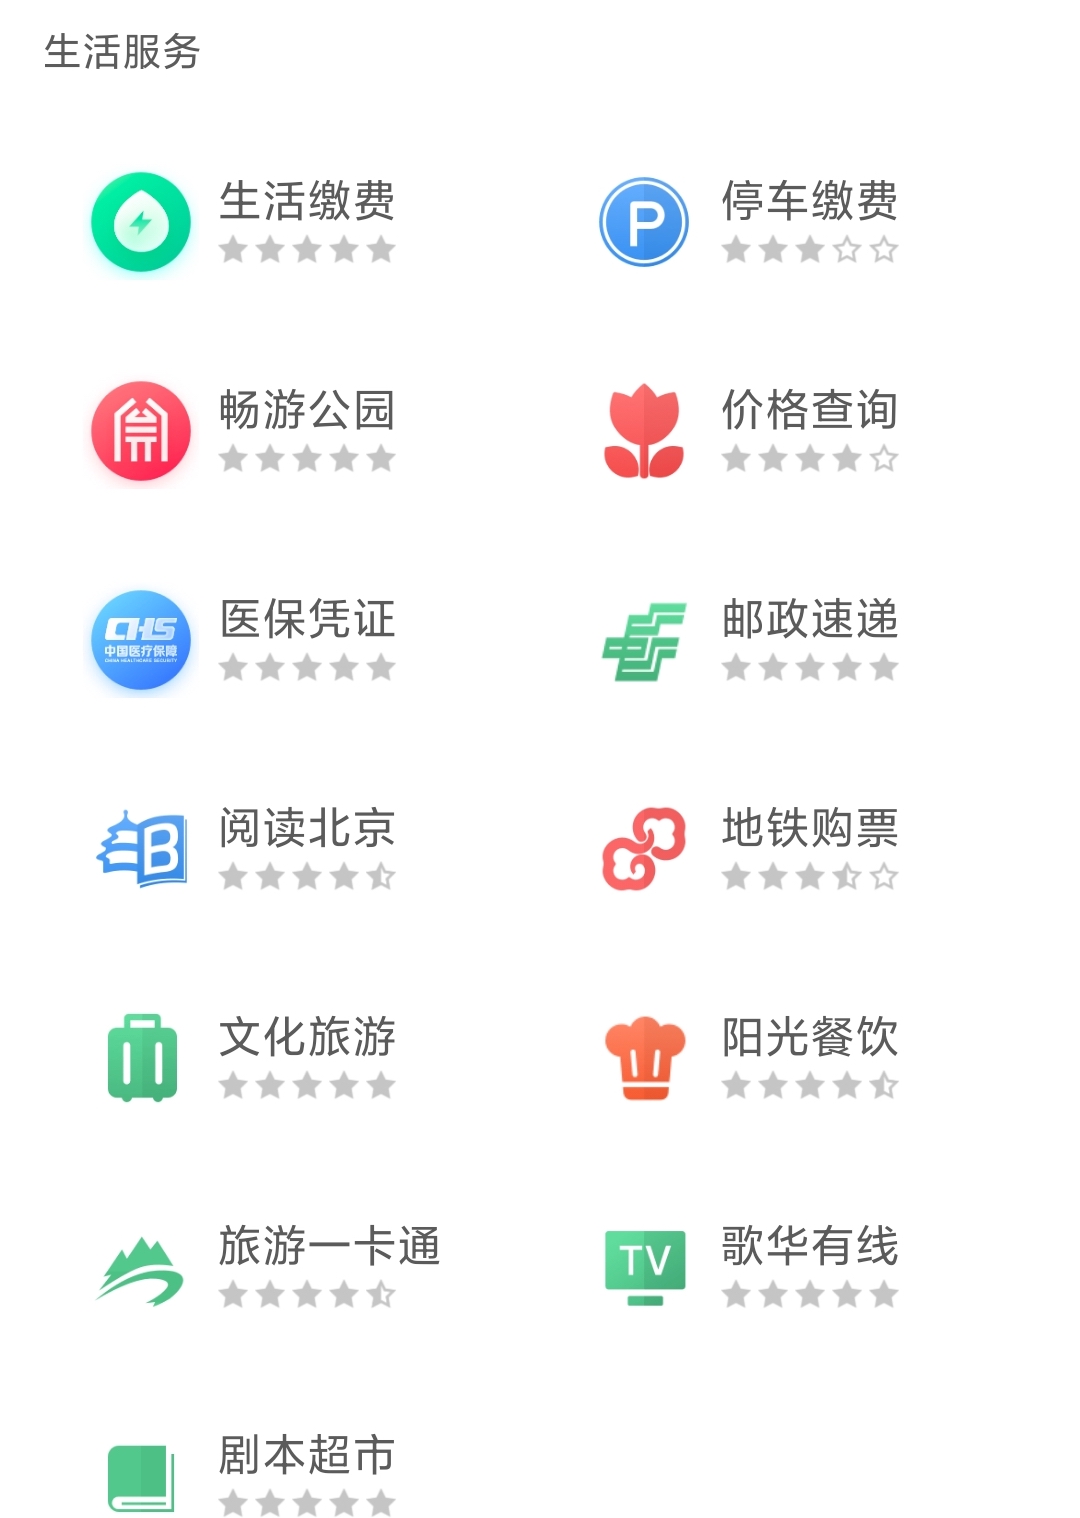 生活服务
生活缴费
P
停车缴费
畅游公园
价格查询
CHS
中国医疗保障
CHINA HEALTHCARE SECURITY
医保凭证
邮政速递
B
阅读北京
地铁购票
文化旅游
阳光餐饮
旅游一卡通
TV
歌华有线
剧本超市